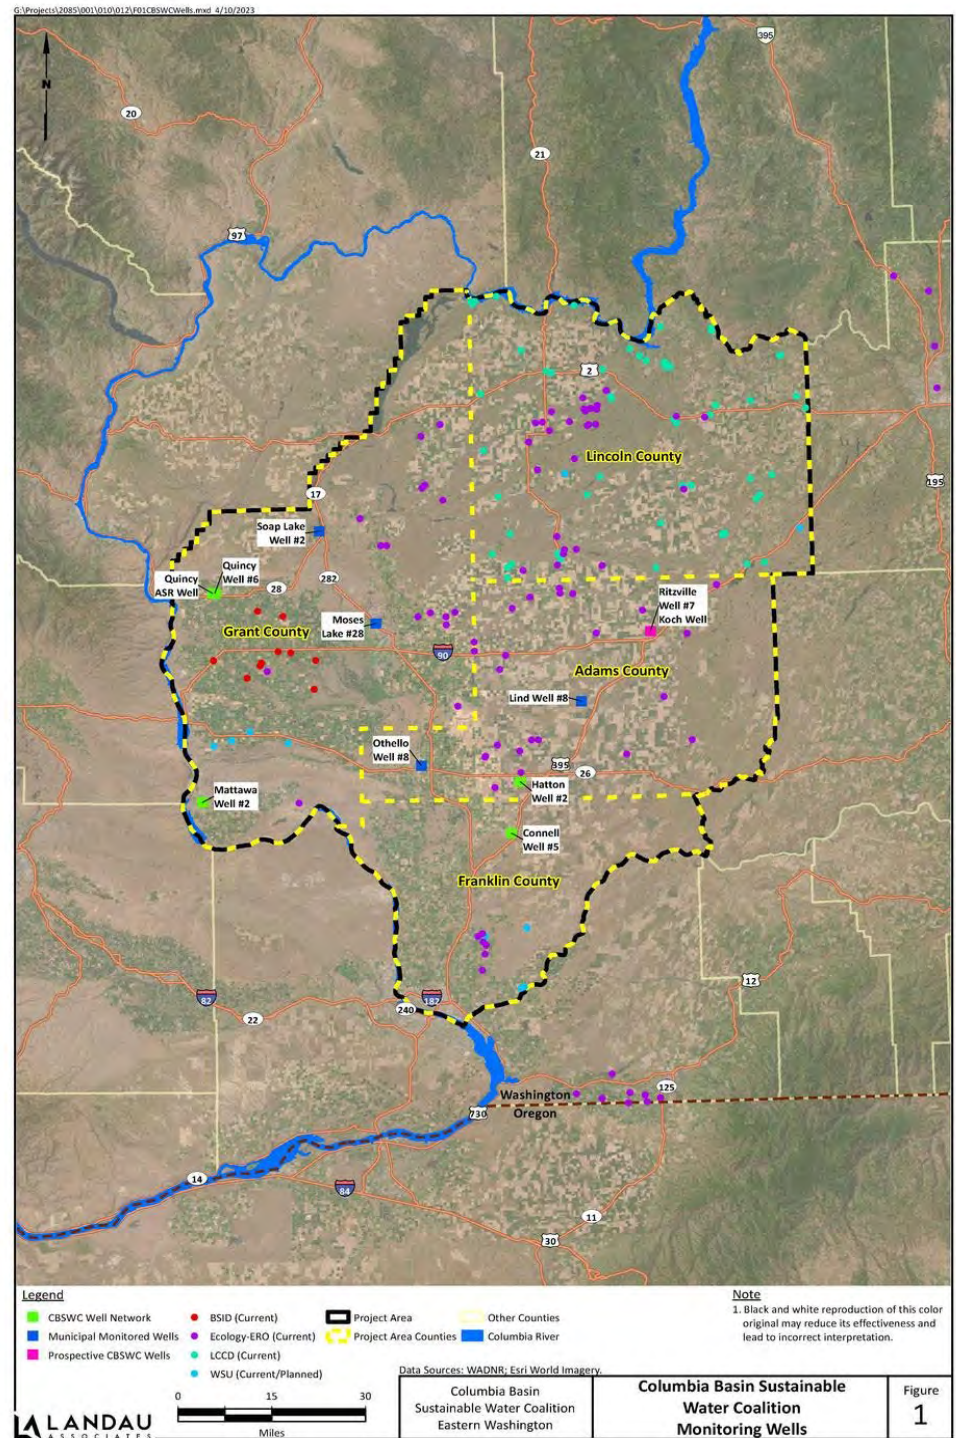 G:\Projects\2085\001\010\012\F01CBSWCWells.mxd 4/10/2023
N
395
20
21
97
2
Lincoln County
195
17
Soap Lake
Well #2
Quincy
Well #6
Quincy
ASR Well
28
282
Ritzville
Well #7
Koch Well
Moses
Lake #28
Grant County
90
Adams County
Lind Well #8
Othello
Well #8
395
26
Hatton
Well #2
Mattawa
Well #2
Connell
Well #5
Franklin County
12
82
182
240
22
125
Washington
Oregon
730
14
84
11
30
Legend
CBSWC Well Network
Municipal Monitored Wells
Prospective CBSWC Wells
BSID (Current)
Ecology-ERO (Current)
LCCD (Current)
WSU (Current/Planned)
Project Area
Project Area Counties
Other Counties
Columbia River
Note
1. Black and white reproduction of this color
original may reduce its effectiveness and
lead to incorrect interpretation.
0 15 30
Miles
Data Sources: WADNR; Esri World Imagery.
LANDAU
ASSOCIATES
Columbia Basin
Sustainable Water Coalition
Eastern Washington
Columbia Basin Sustainable
Water Coalition
Monitoring Wells
Figure
1